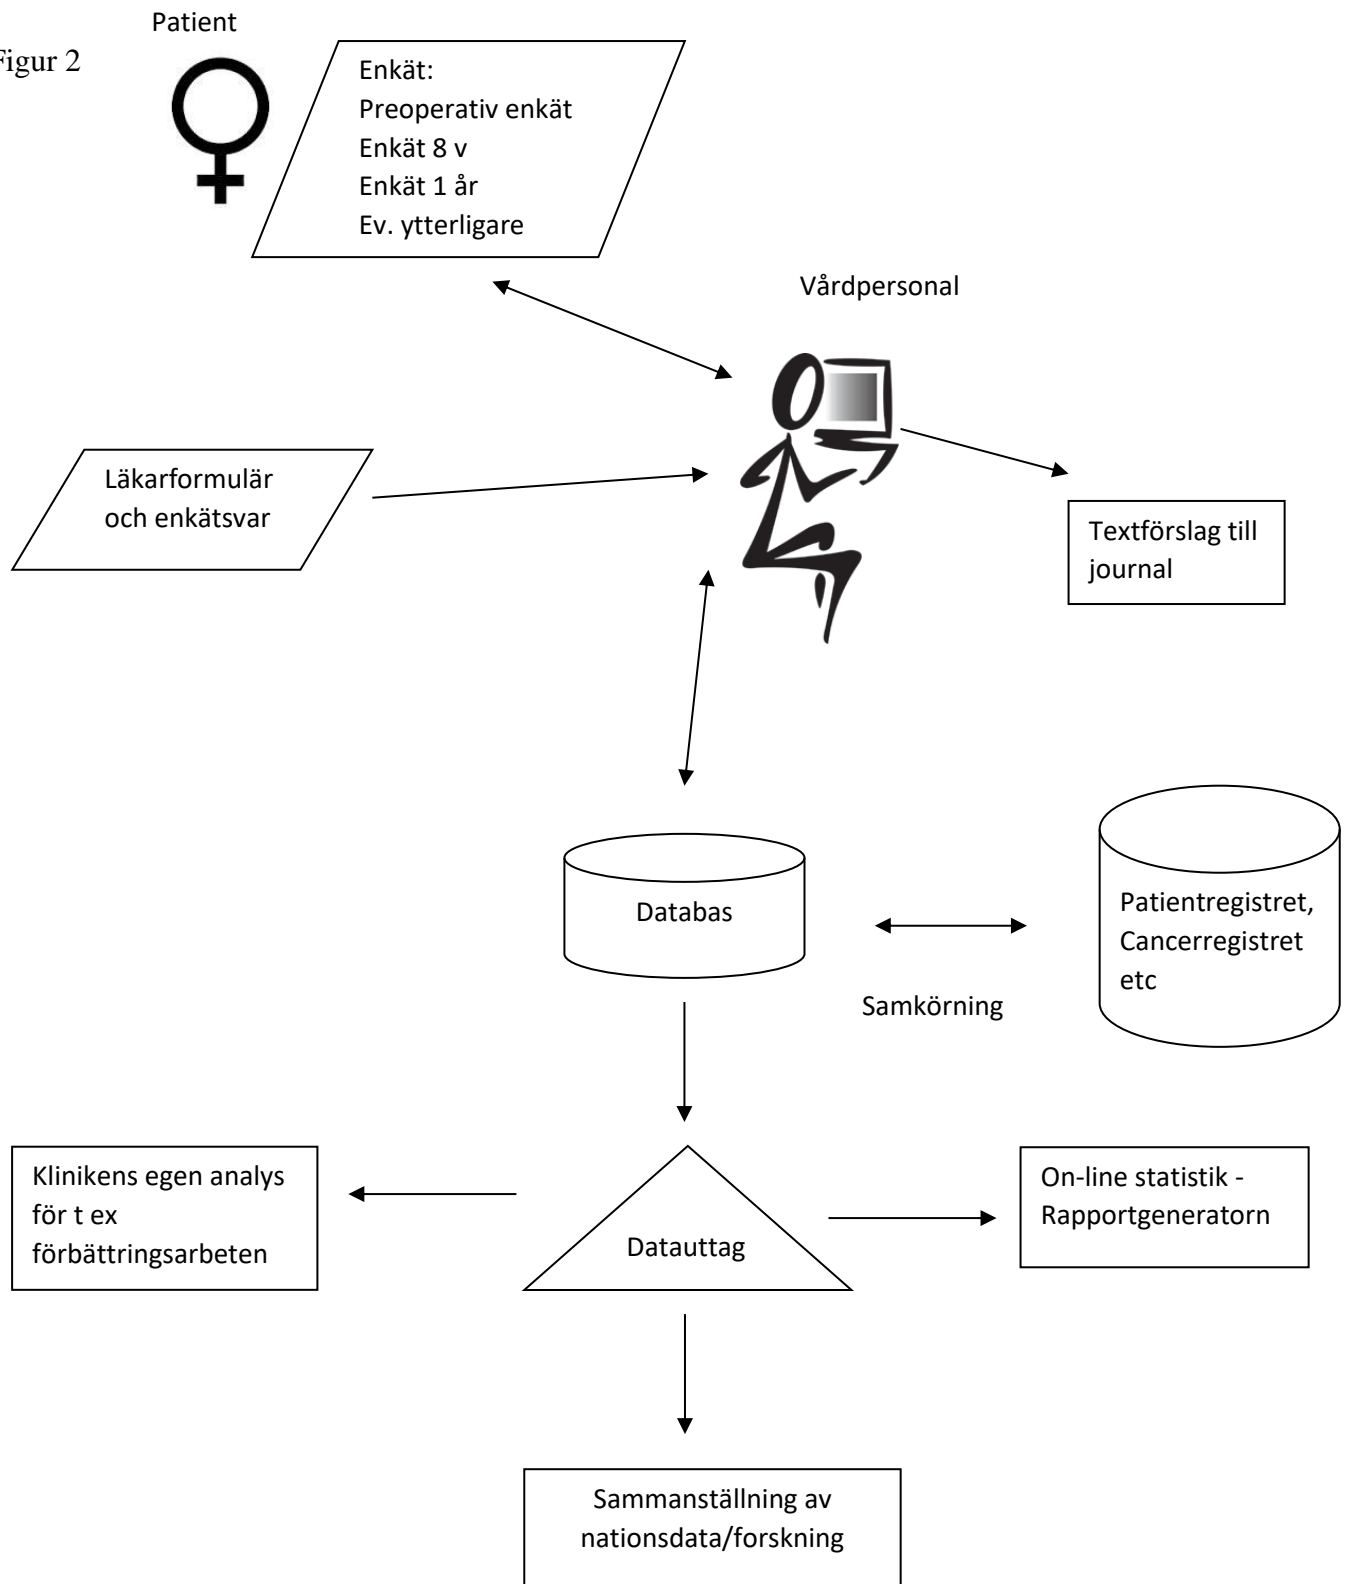 Patient
Figur 2
Enkät:
Preoperativ enkät
Enkät 8 v
Enkät 1 år
Ev. ytterligare
Vårdpersonal
Läkarformulär
och enkätsvar
Textförslag till
journal
Databas
Patientregistret,
Cancerregistret
etc
Samkörning
Klinikens egen analys
för t ex
förbättringsarbeten
Datauttag
On-line statistik -
Rapportgeneratorn
Sammanställning av
nationsdata/forskning